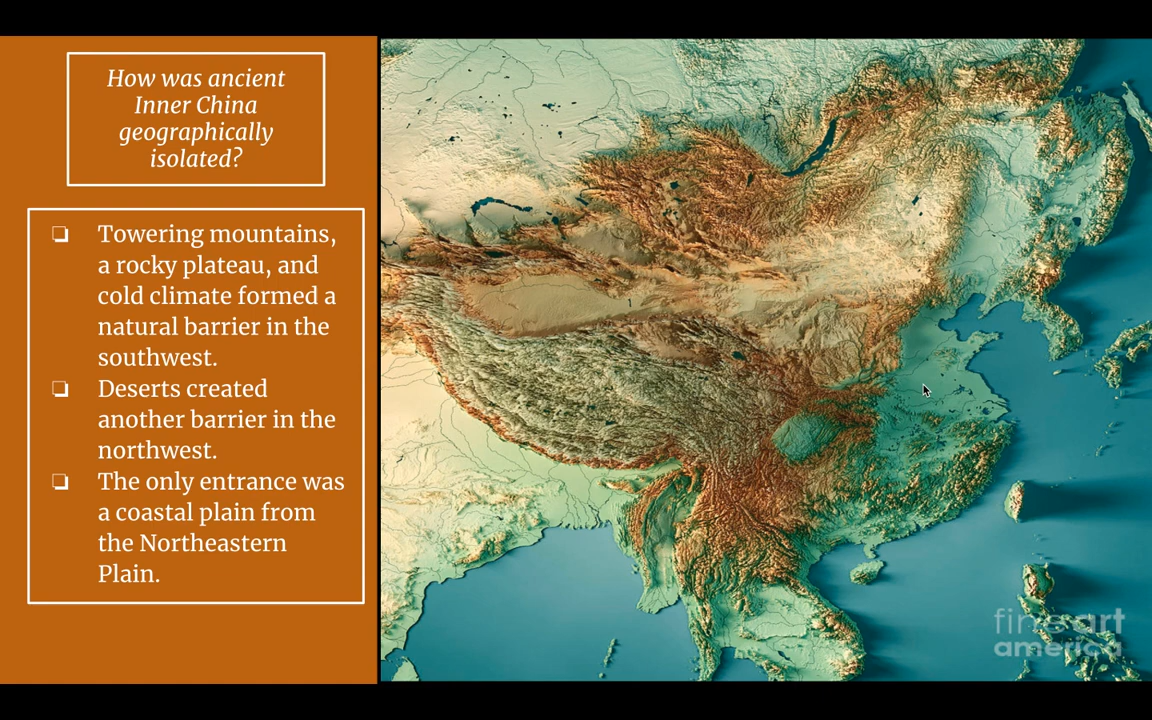 How was ancient
Inner China
geographically
isolated?
❏ Towering mountains,
a rocky plateau, and
cold climate formed a
natural barrier in the
southwest.
❏ Deserts created
another barrier in the
northwest.
❏ The only entrance was
a coastal plain from
the Northeastern
Plain.
fine art
america